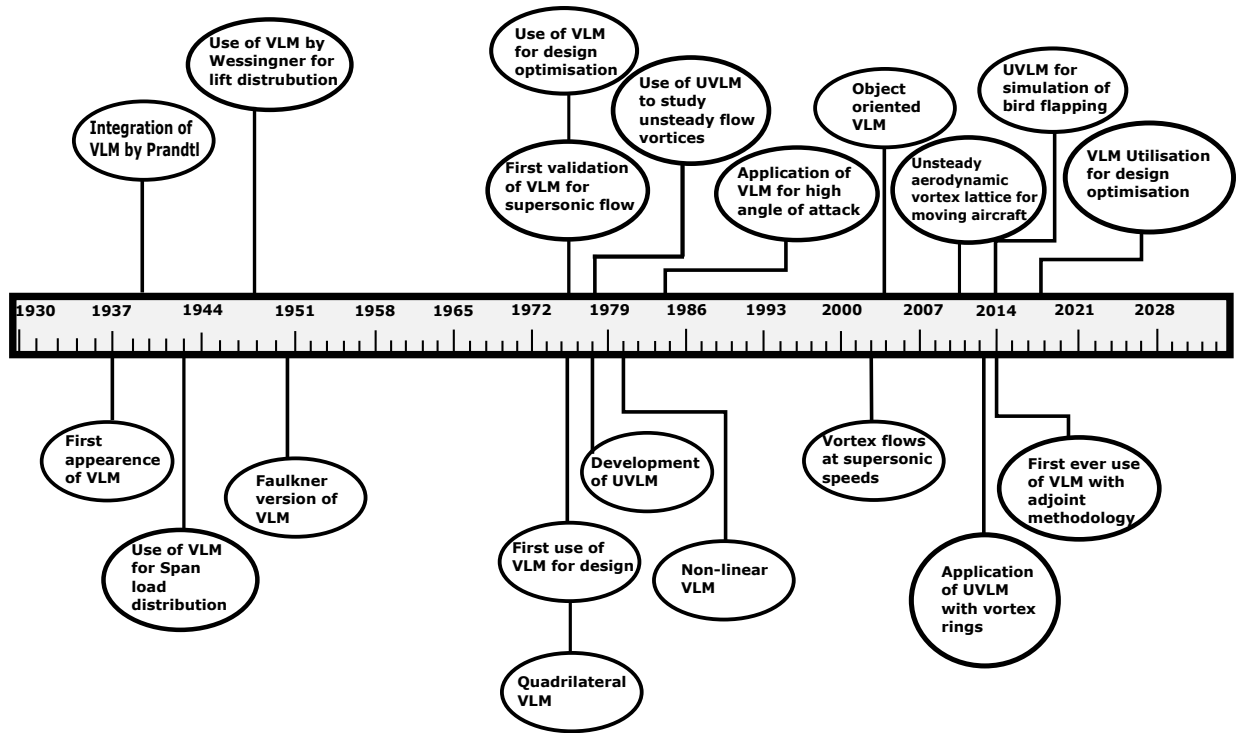 Use of VLM by
Wessingner for
lift distrubution
Integration of
VLM by Prandtl
Use of VLM
for design
optimisation
First validation
of VLM for
supersonic flow
Use of UVLM
to study
unsteady flow
vortices
Application of
VLM for high
angle of attack
Object
oriented
VLM
Unsteady
aerodynamic
vortex lattice for
moving aircraft
UVLM for
simulation of
bird flapping
VLM Utilisation
for design
optimisation
1930 1937 1944 1951 1958 1965 1972 1979 1986 1993 2000 2007 2014 2021 2028
First
appearence
of VLM
Use of VLM
for Span
load
distribution
Faulkner
version of
VLM
First use of
VLM for design
Quadrilateral
VLM
Development
of UVLM
Non-linear
VLM
Vortex flows
at supersonic
speeds
Application
of UVLM
with vortex
rings
First ever use
of VLM with
adjoint
methodology